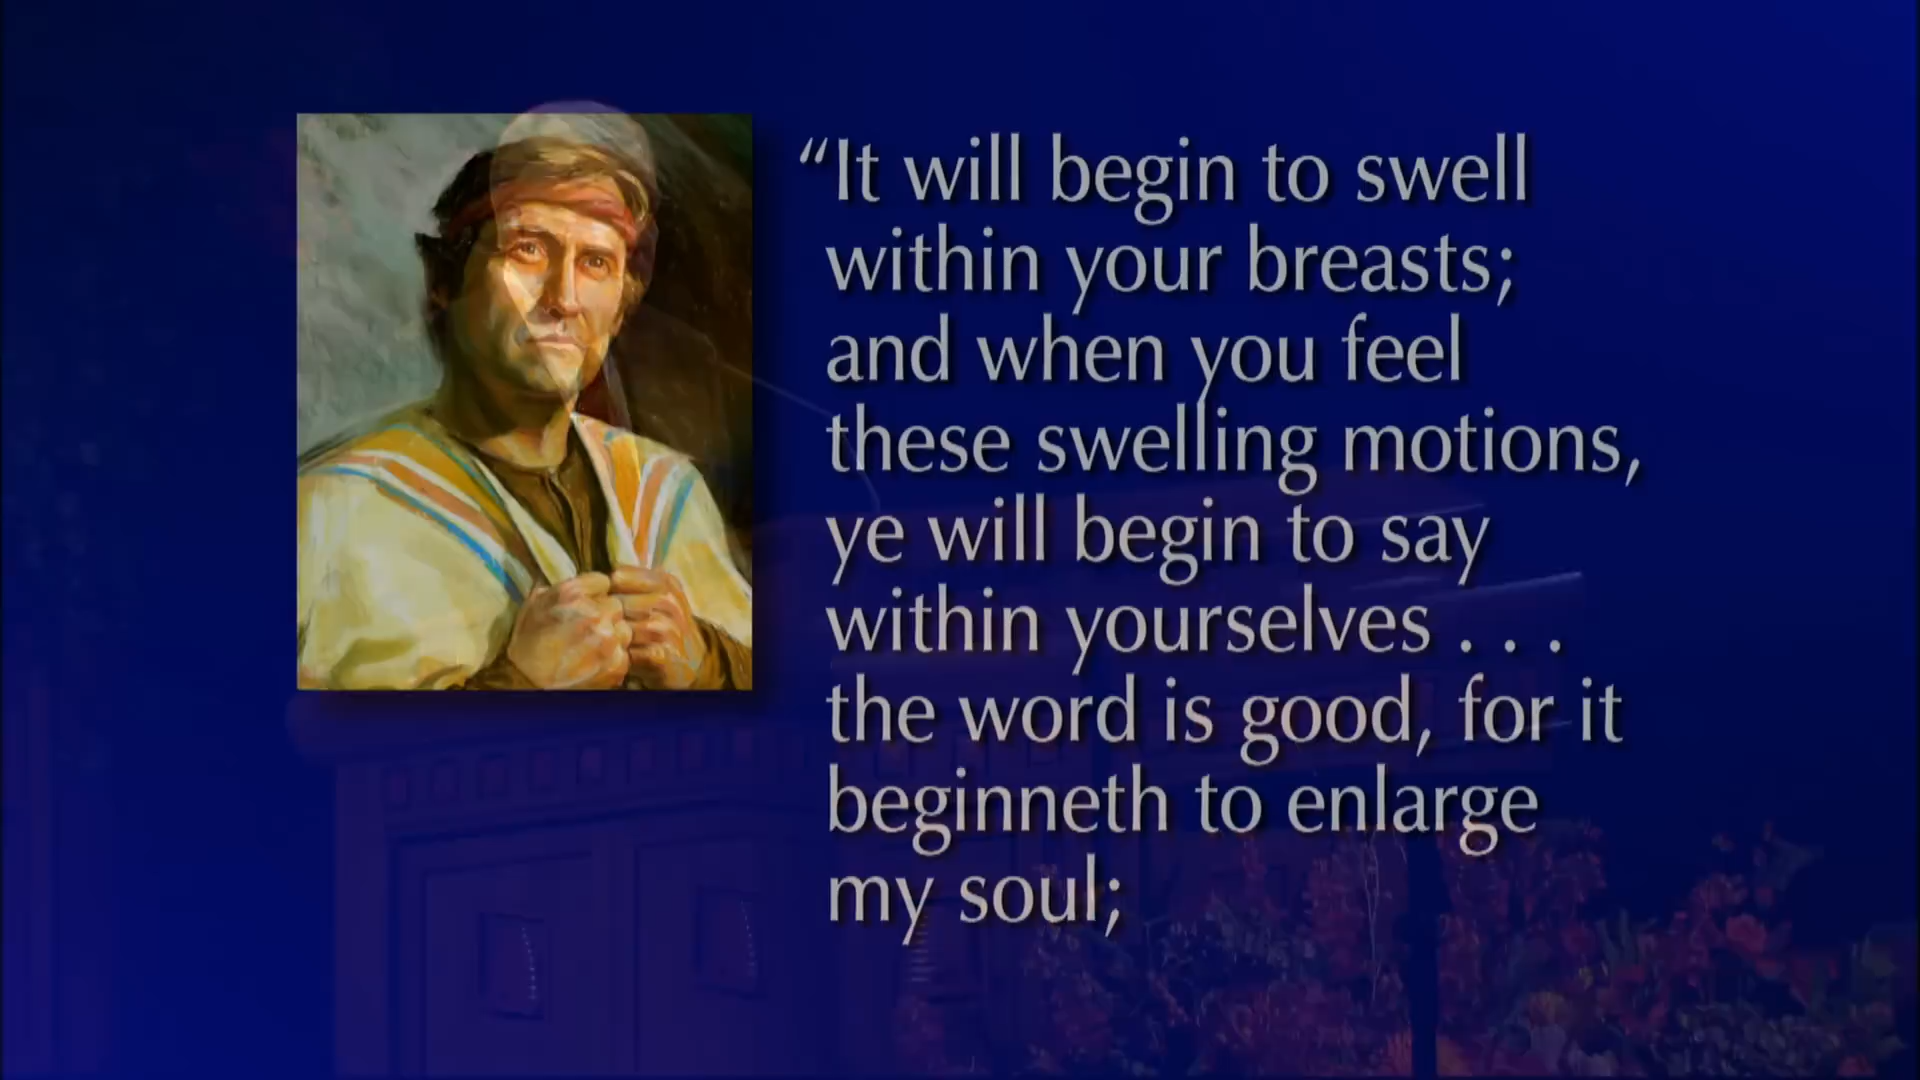 “It will begin to swell
within your breasts;
and when you feel
these swelling motions,
ye will begin to say
within yourselves . . .
the word is good, for it
beginneth to enlarge
my soul;